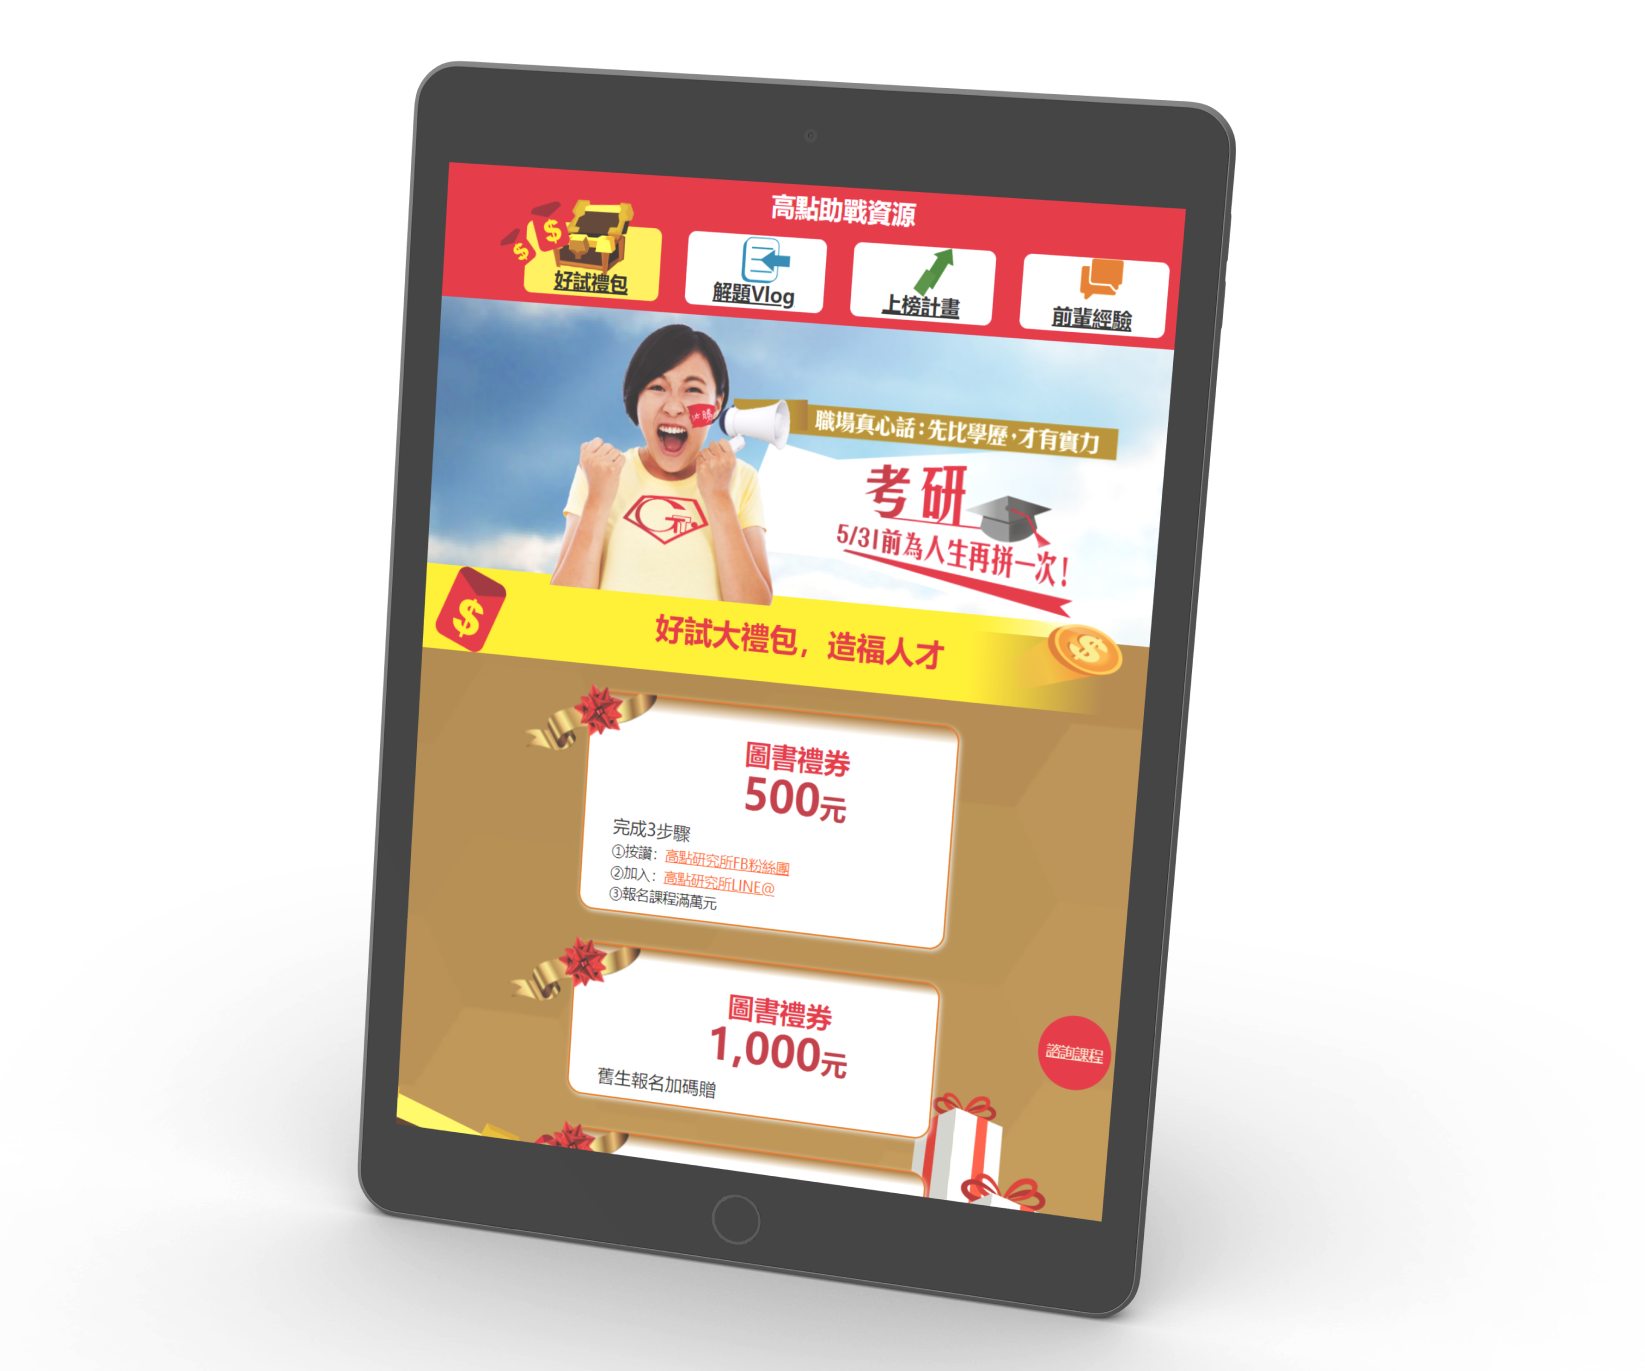 高點助戰資源
好試禮包
解題Vlog
上榜計畫
前輩經驗
必勝
職場真心話：先比學歷，才有實力
考研
5/31前為人生再拼一次！
好試大禮包，造福人才
圖書禮券
500元
完成3步驟
①按讚：高點研究所FB粉絲團
②加入：高點研究所LINE@
③報名課程滿萬元
圖書禮券
1,000元
舊生報名加碼贈
諮詢課程